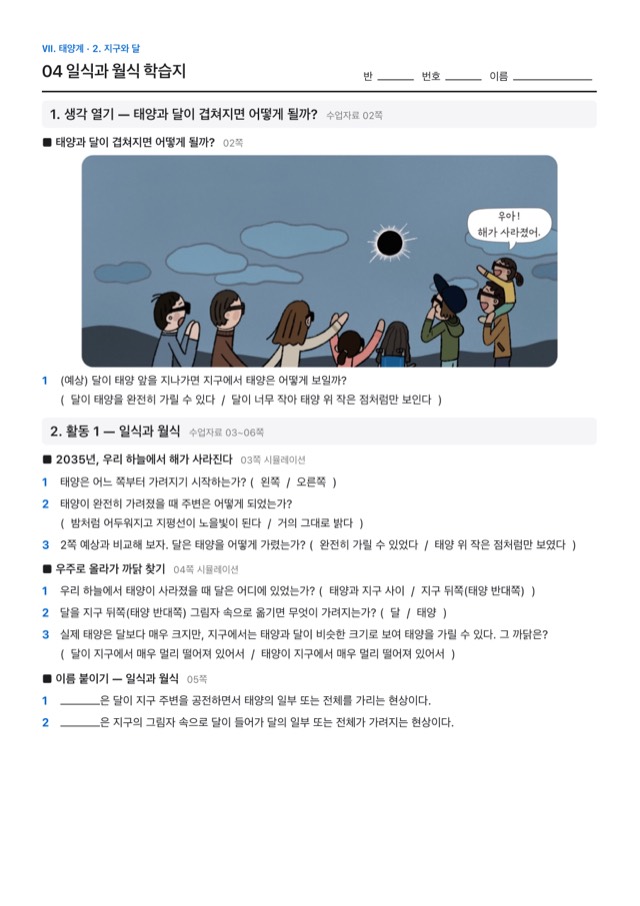 VII. 태양계 · 2. 지구와 달
04 일식과 월식 학습지
반 ______ 번호 ______ 이름 ______________
1. 생각 열기 — 태양과 달이 겹쳐지면 어떻게 될까? 수업자료 02쪽
■ 태양과 달이 겹쳐지면 어떻게 될까? 02쪽
우아!
해가 사라졌어.
1 (예상) 달이 태양 앞을 지나가면 지구에서 태양은 어떻게 보일까?
( 달이 태양을 완전히 가릴 수 있다 / 달이 너무 작아 태양 위 작은 점처럼만 보인다 )
2. 활동 1 — 일식과 월식 수업자료 03~06쪽
■ 2035년, 우리 하늘에서 해가 사라진다 03쪽 시뮬레이션
1 태양은 어느 쪽부터 가려지기 시작하는가? ( 왼쪽 / 오른쪽 )
2 태양이 완전히 가려졌을 때 주변은 어떻게 되었는가?
( 밤처럼 어두워지고 지평선이 노을빛이 된다 / 거의 그대로 밝다 )
3 2쪽 예상과 비교해 보자. 달은 태양을 어떻게 가렸는가? ( 완전히 가릴 수 있었다 / 태양 위 작은 점처럼만 보였다 )
■ 우주로 올라가 까닭 찾기 04쪽 시뮬레이션
1 우리 하늘에서 태양이 사라졌을 때 달은 어디에 있었는가? ( 태양과 지구 사이 / 지구 뒤쪽(태양 반대쪽) )
2 달을 지구 뒤쪽(태양 반대쪽) 그림자 속으로 옮기면 무엇이 가려지는가? ( 달 / 태양 )
3 실제 태양은 달보다 매우 크지만, 지구에서는 태양과 달이 비슷한 크기로 보여 태양을 가릴 수 있다. 그 까닭은?
( 달이 지구에서 매우 멀리 떨어져 있어서 / 태양이 지구에서 매우 멀리 떨어져 있어서 )
■ 이름 붙이기 — 일식과 월식 05쪽
1 _______은 달이 지구 주변을 공전하면서 태양의 일부 또는 전체를 가리는 현상이다.
2 _______은 지구의 그림자 속으로 달이 들어가 달의 일부 또는 전체가 가려지는 현상이다.